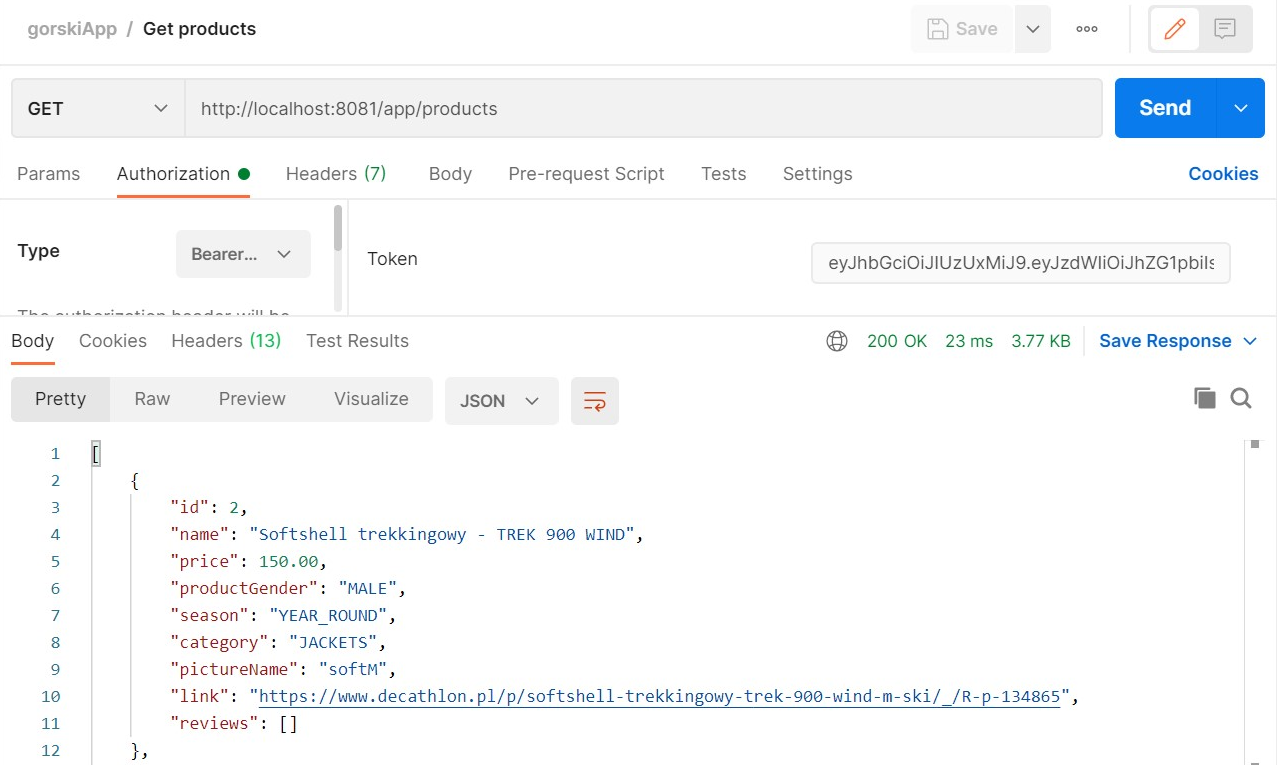 gorskiApp / Get products
Save
GET http://localhost:8081/app/products Send
Params Authorization Headers (7) Body Pre-request Script Tests Settings Cookies
Type Bearer... Token
The authorization header will be
Body Cookies Headers (13) Test Results 200 OK 23 ms 3.77 KB Save Response
Pretty Raw Preview Visualize JSON
1 [
2 {
3 "id": 2,
4 "name": "Softshell trekkingowy - TREK 900 WIND",
5 "price": 150.00,
6 "productGender": "MALE",
7 "season": "YEAR_ROUND",
8 "category": "JACKETS",
9 "pictureName": "softM",
10 "link": "https://www.decathlon.pl/p/softshell-trekkingowy-trek-900-wind-m-ski/_/R-p-134865",
11 "reviews": []
12 },